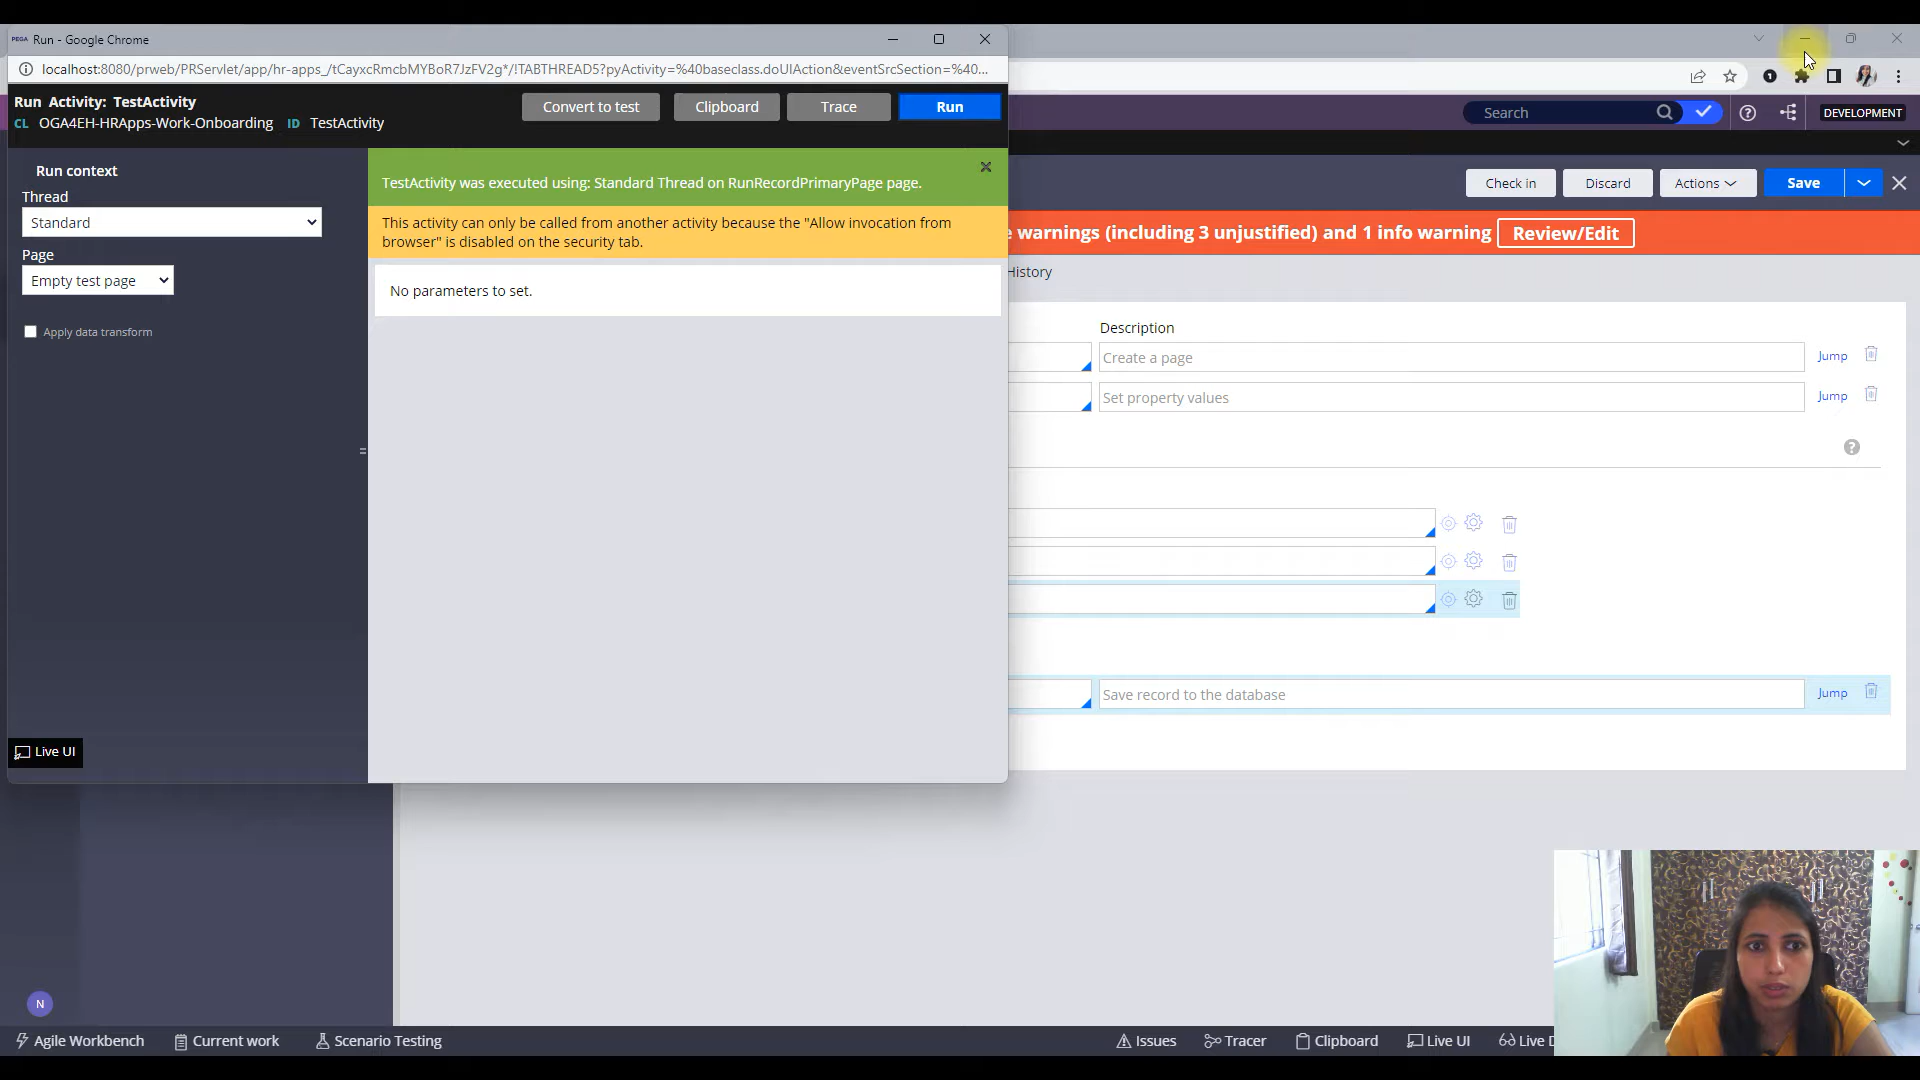 PEGA Run - Google Chrome
localhost:8080/prweb/PRServlet/app/hr-apps_/tCayxcRmcbMYBoR7JzFV2g*/!TABTHREAD5?pyActivity=%40baseclass.doUIAction&eventSrcSection=%40...
Run Activity: TestActivity
CL OGA4EH-HRApps-Work-Onboarding ID TestActivity
Convert to test
Clipboard
Trace
Run
Search
DEVELOPMENT
Run context
Thread
Standard
Page
Empty test page
Apply data transform
TestActivity was executed using: Standard Thread on RunRecordPrimaryPage page.
This activity can only be called from another activity because the "Allow invocation from
browser" is disabled on the security tab.
No parameters to set.
Check in
Discard
Actions
Save
e warnings (including 3 unjustified) and 1 info warning
Review/Edit
History
Description
Create a page
Jump
Set property values
Jump
Save record to the database
Jump
Live UI
N
Agile Workbench
Current work
Scenario Testing
Issues
Tracer
Clipboard
Live UI
Live D